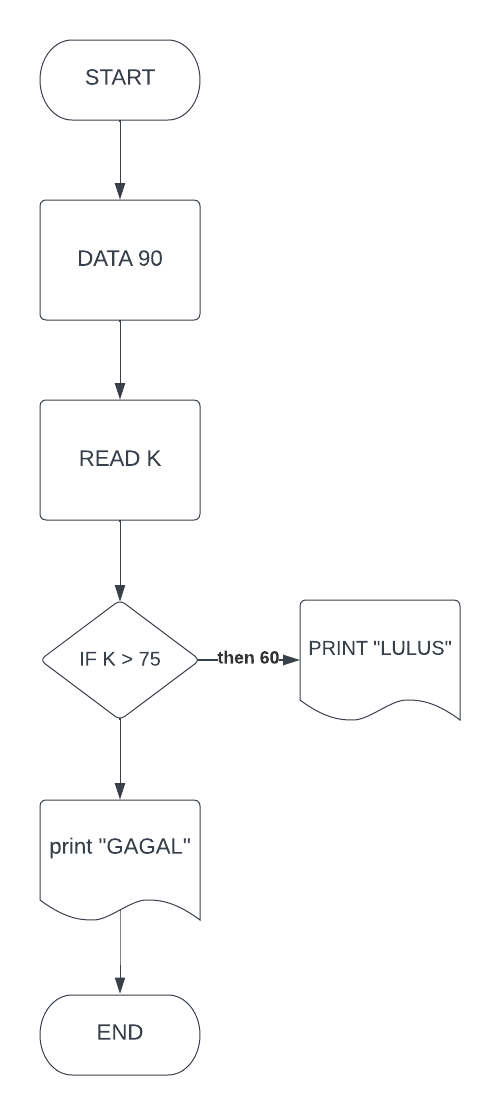 START
DATA 90
READ K
IF K > 75
then 60
PRINT "LULUS"
print "GAGAL"
END